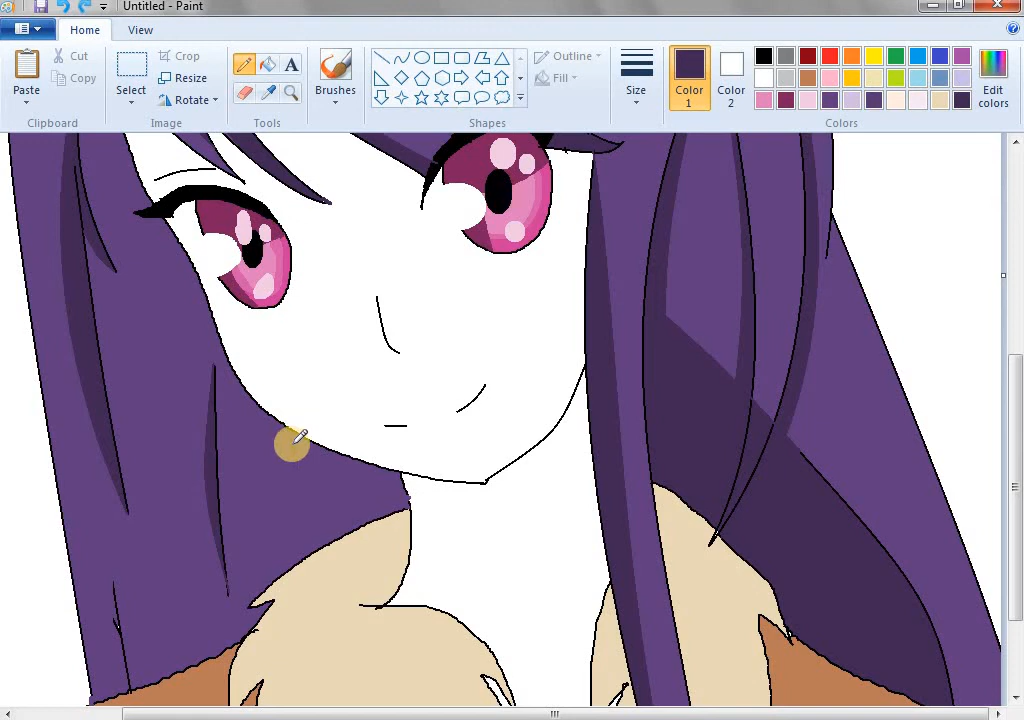 Untitled - Paint
Home View
Cut
Copy
Paste
Clipboard
Select
Crop
Resize
Rotate
Image
A
Tools
Brushes
Outline
Fill
Shapes
Size
Color 1
Color 2
Edit colors
Colors